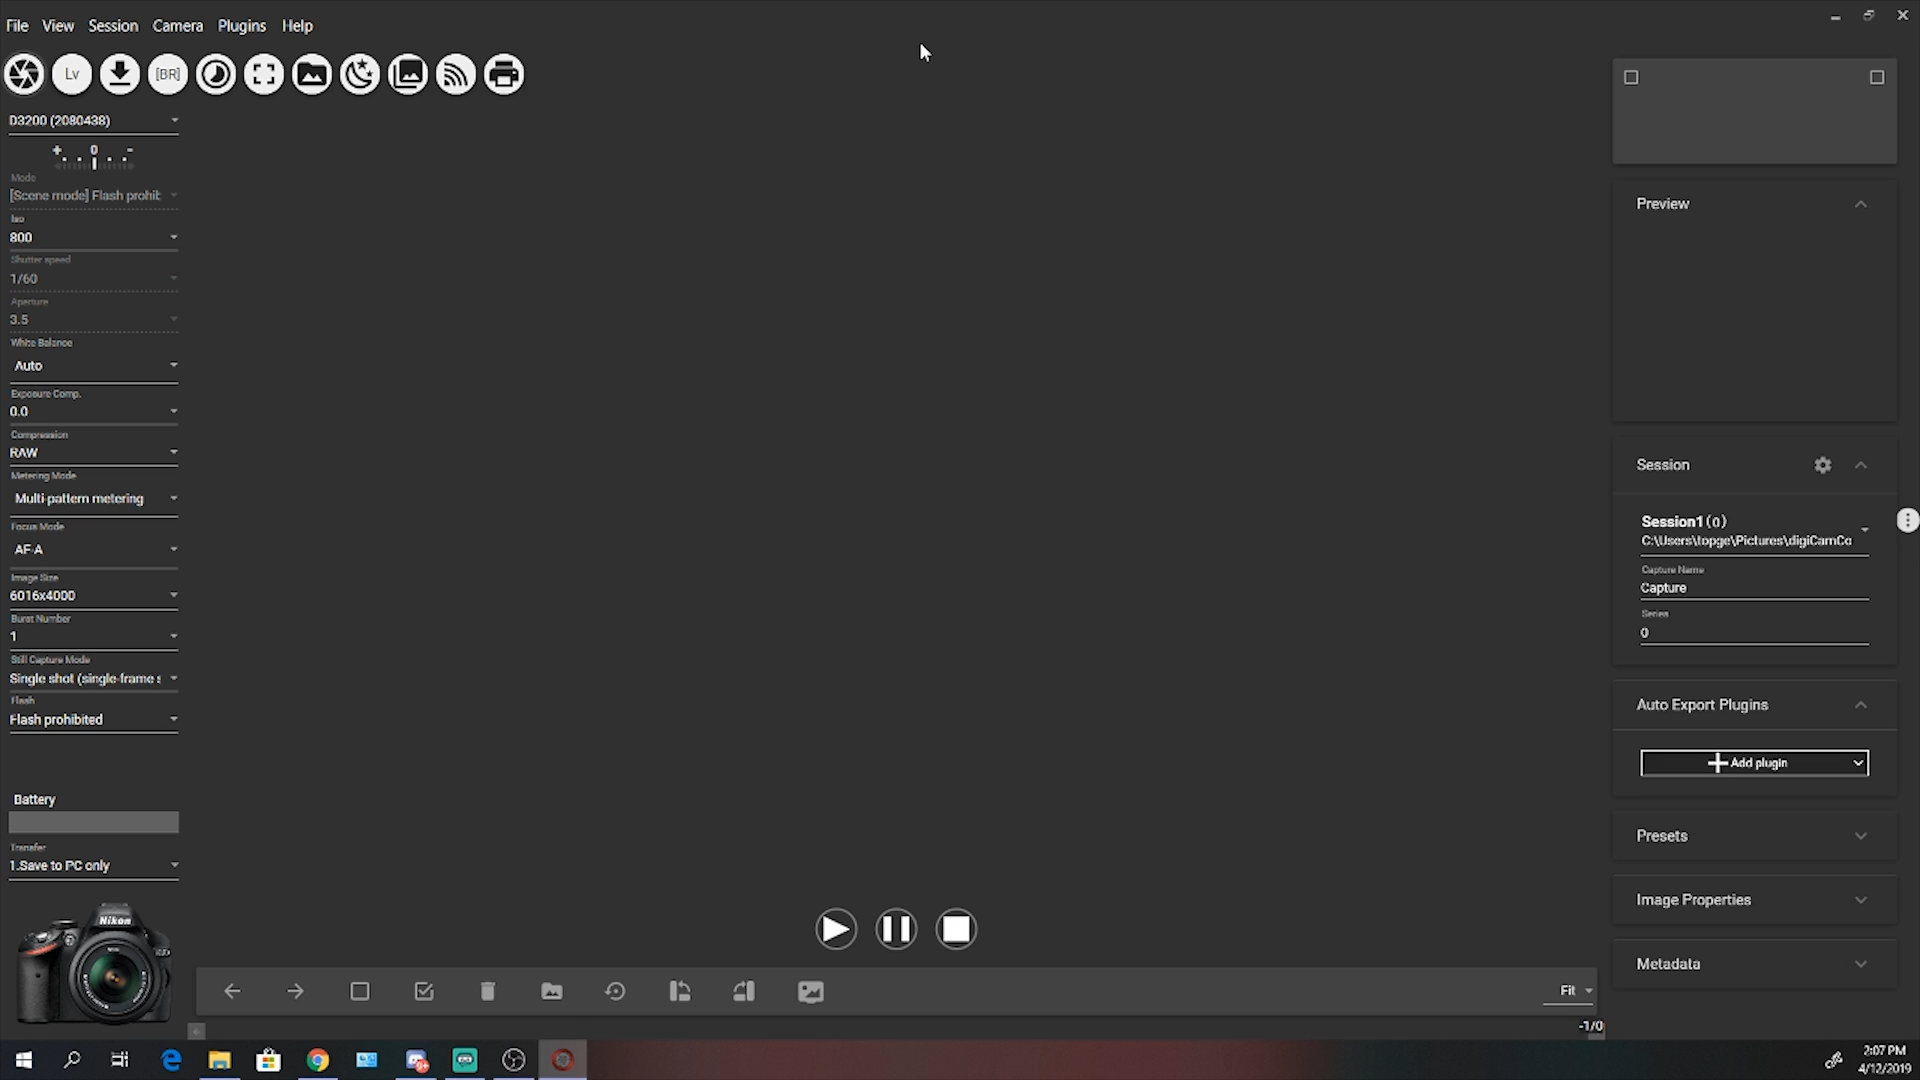 File View Session Camera Plugins Help
Lv [BR]
D3200 (2080438)
+ 0 -
Mode
[Scene mode] Flash prohit
Iso
800
Shutter speed
1/60
Aperture
3.5
White Balance
Auto
Exposure Comp.
0.0
Compression
RAW
Metering Mode
Multi-pattern metering
Focus Mode
AF-A
Image Size
6016x4000
Burst Number
1
Still Capture Mode
Single shot (single-frame s
Flash
Flash prohibited
Battery
Transfer
1.Save to PC only
Nikon
Preview
Session
Session1 (0)
C:\Users\topge\Pictures\digiCamCo
Capture Name
Capture
Series
0
Auto Export Plugins
Add plugin
Presets
Image Properties
Metadata
Fit
-1/0
2:07 PM
4/12/2019